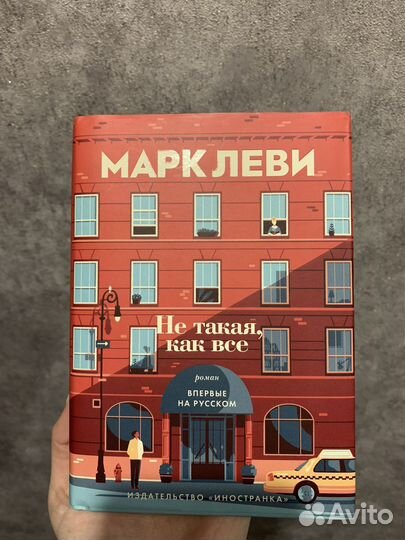 МАРК ЛЕВИ
Не такая,
как все
роман
ВПЕРВЫЕ
НА РУССКОМ
ИЗДАТЕЛЬСТВО «ИНОСТРАНКА»
Avito